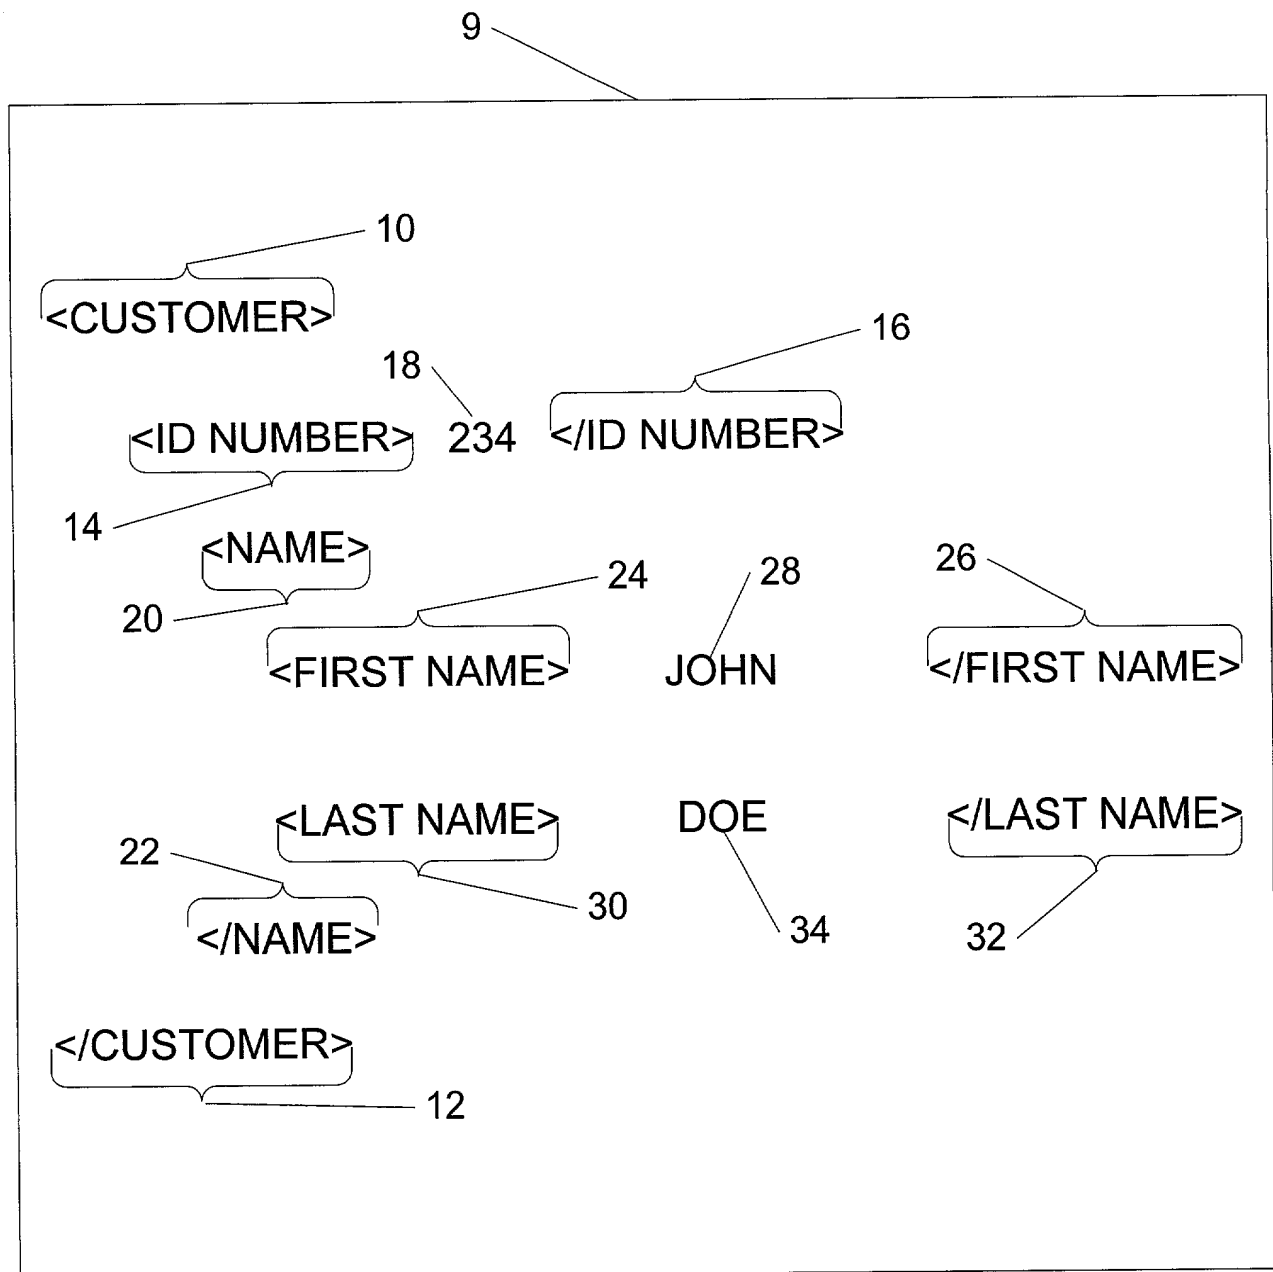 9
10
<CUSTOMER>
16
18
<ID NUMBER> 234 </ID NUMBER>
14
<NAME>
24 28 26
20
<FIRST NAME> JOHN </FIRST NAME>
<LAST NAME> DOE </LAST NAME>
22
30 34 32
</NAME>
</CUSTOMER>
12